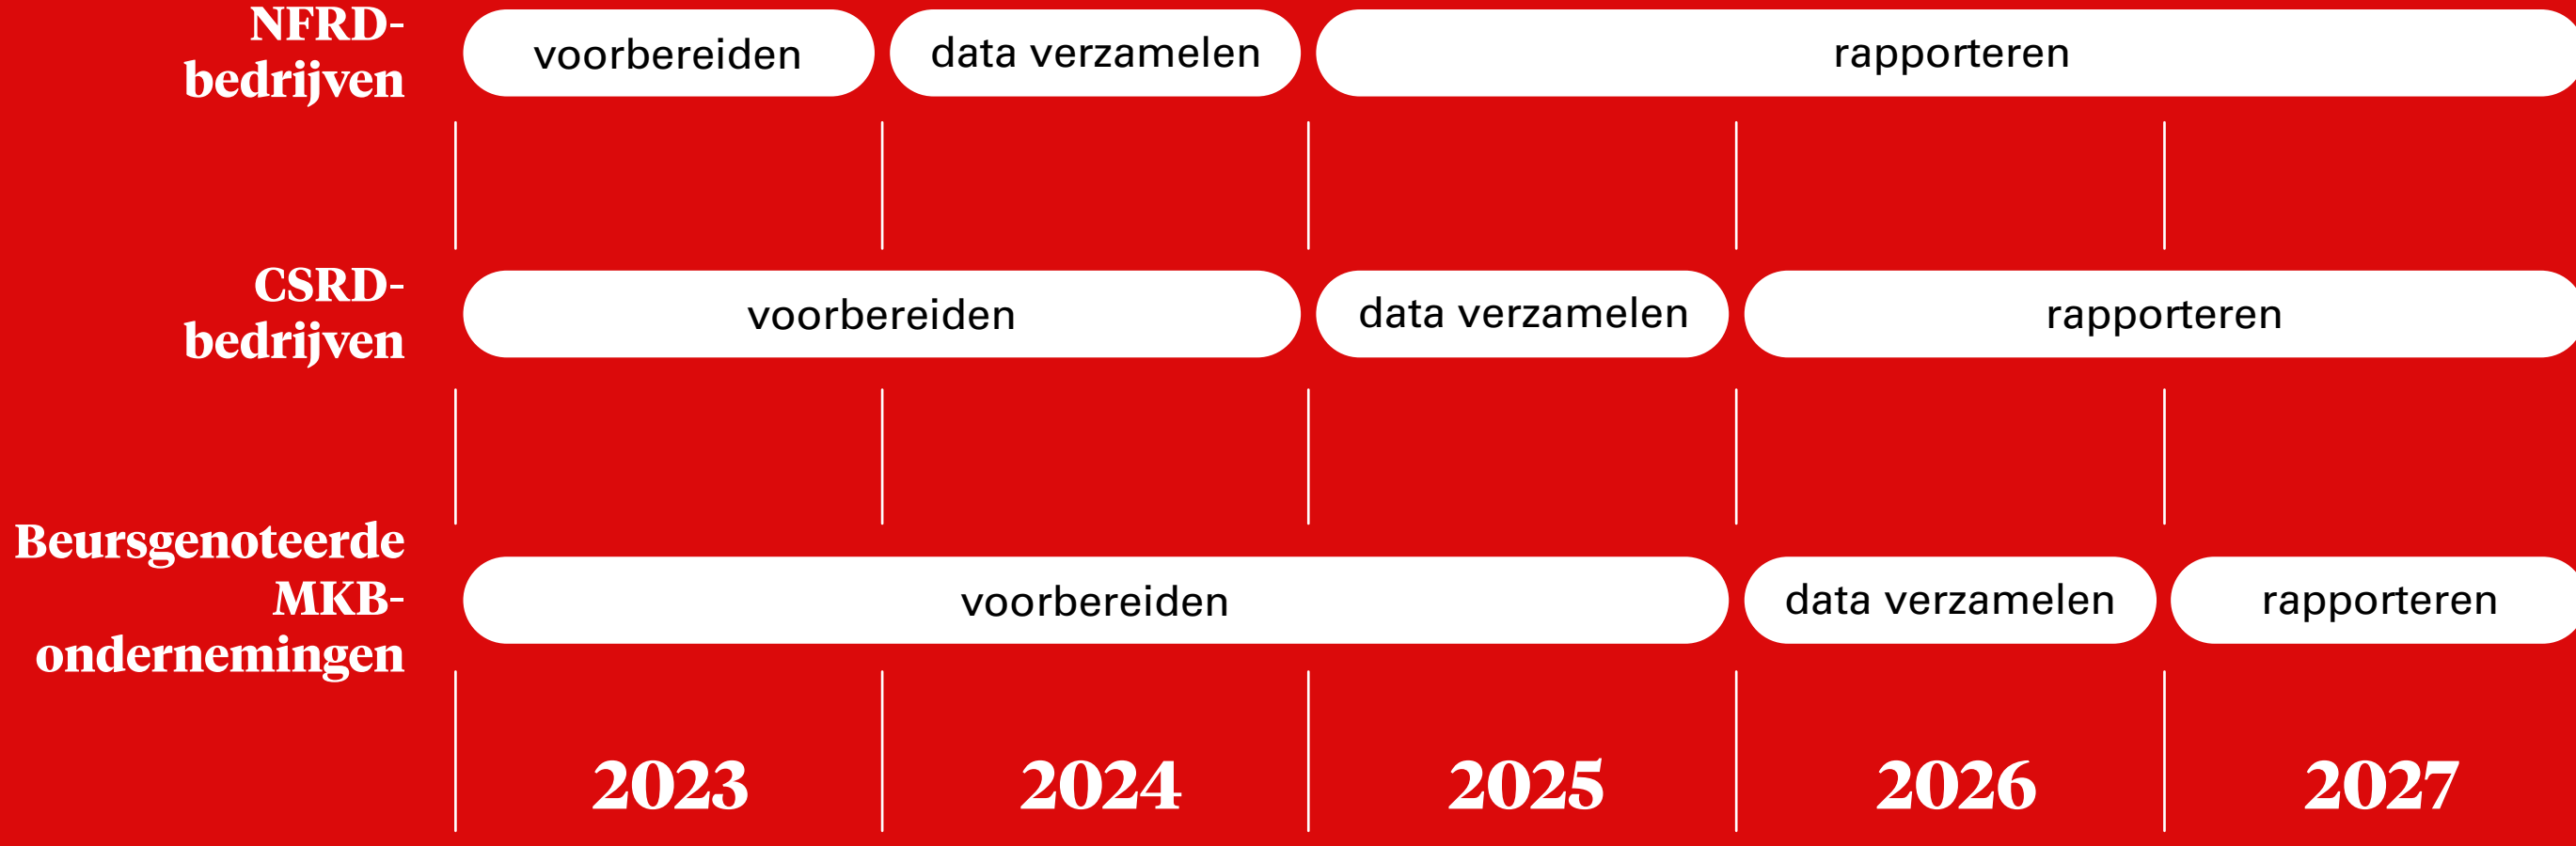 NFRD-
bedrijven
voorbereiden
data verzamelen
rapporteren
CSRD-
bedrijven
voorbereiden
data verzamelen
rapporteren
Beursgenoteerde
MKB-
ondernemingen
voorbereiden
data verzamelen
rapporteren
2023
2024
2025
2026
2027